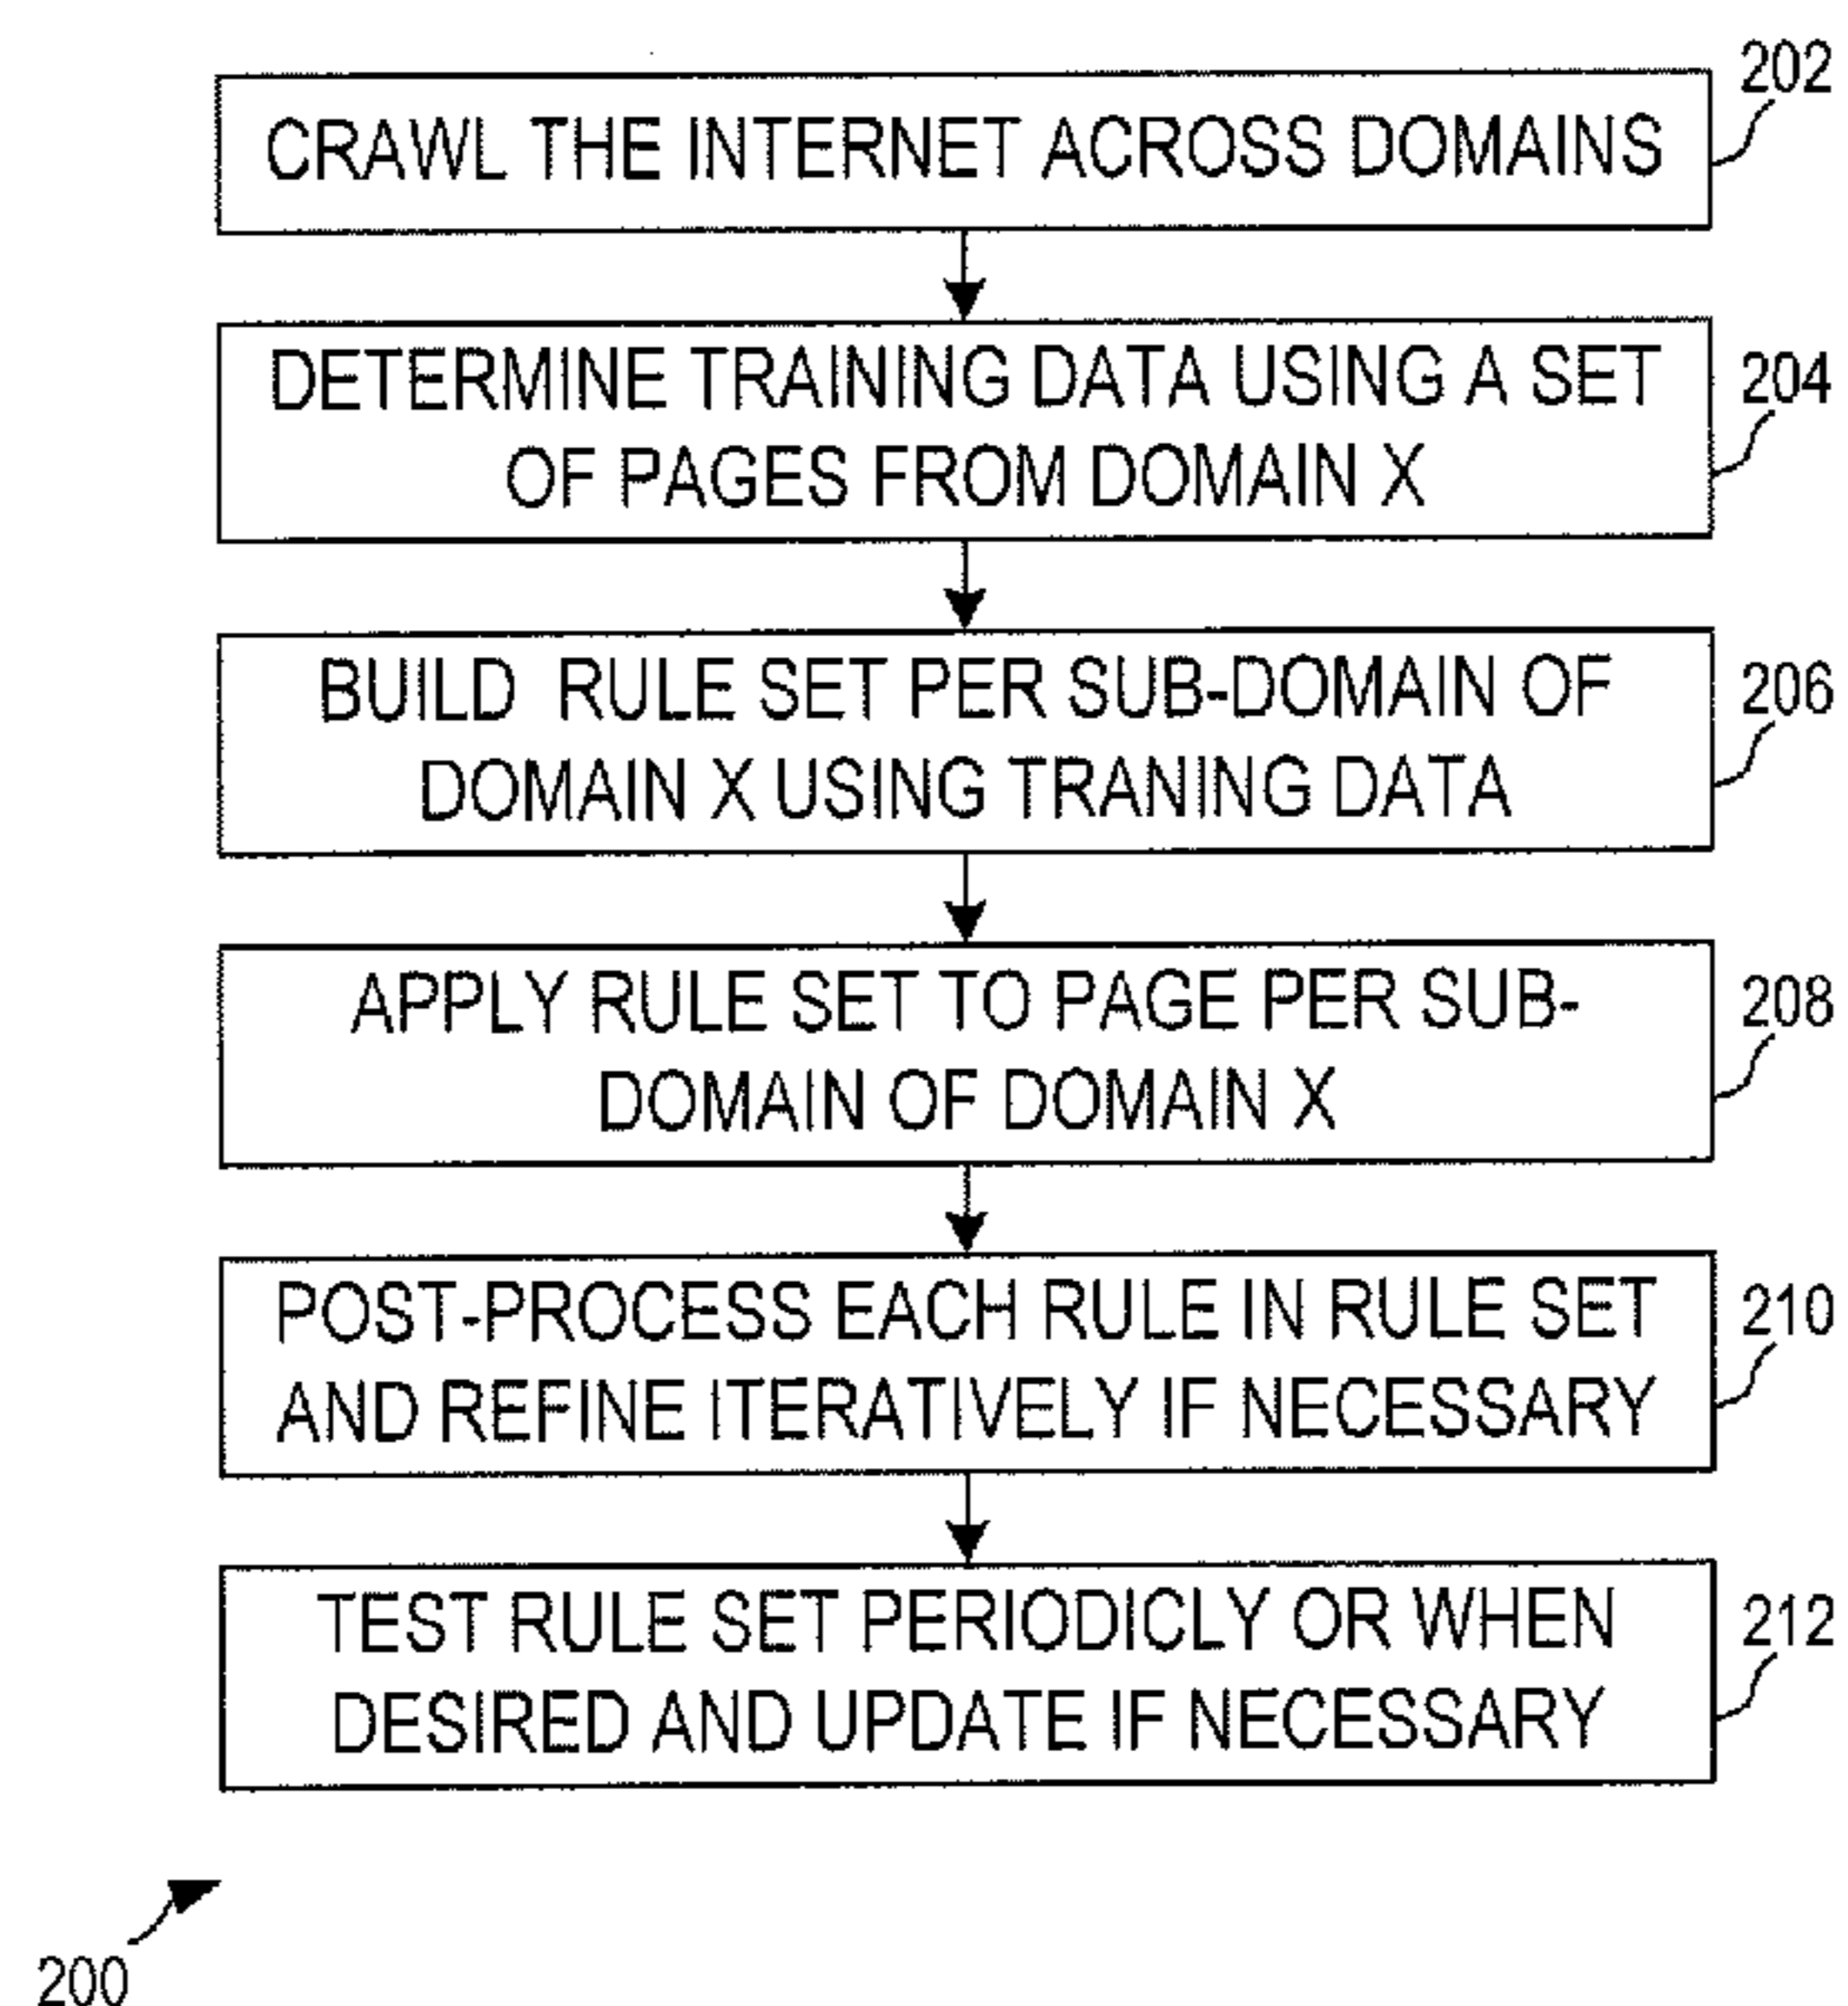 CRAWL THE INTERNET ACROSS DOMAINS
202
DETERMINE TRAINING DATA USING A SET
OF PAGES FROM DOMAIN X
204
BUILD RULE SET PER SUB-DOMAIN OF
DOMAIN X USING TRANING DATA
206
APPLY RULE SET TO PAGE PER SUB-
DOMAIN OF DOMAIN X
208
POST-PROCESS EACH RULE IN RULE SET
AND REFINE ITERATIVELY IF NECESSARY
210
TEST RULE SET PERIODICLY OR WHEN
DESIRED AND UPDATE IF NECESSARY
212
200